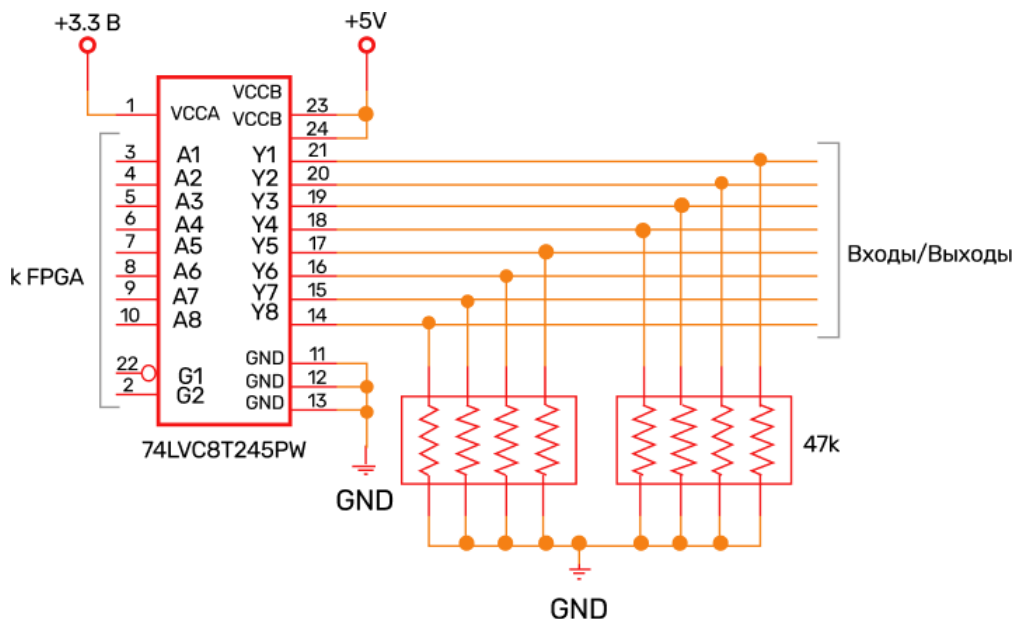 +3.3 В
+5V
VCCB
1
VCCA
VCCB
23
24
3
A1
Y1
21
4
A2
Y2
20
5
A3
Y3
19
6
A4
Y4
18
7
A5
Y5
17
8
A6
Y6
16
9
A7
Y7
15
10
A8
Y8
14
k FPGA
Входы/Выходы
GND
11
22
G1
GND
12
2
G2
GND
13
74LVC8T245PW
47k
GND
GND